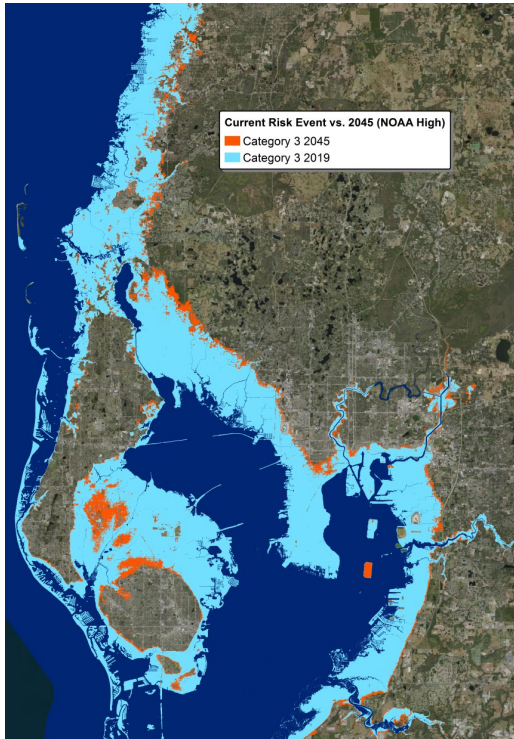 Current Risk Event vs. 2045 (NOAA High)
Category 3 2045
Category 3 2019